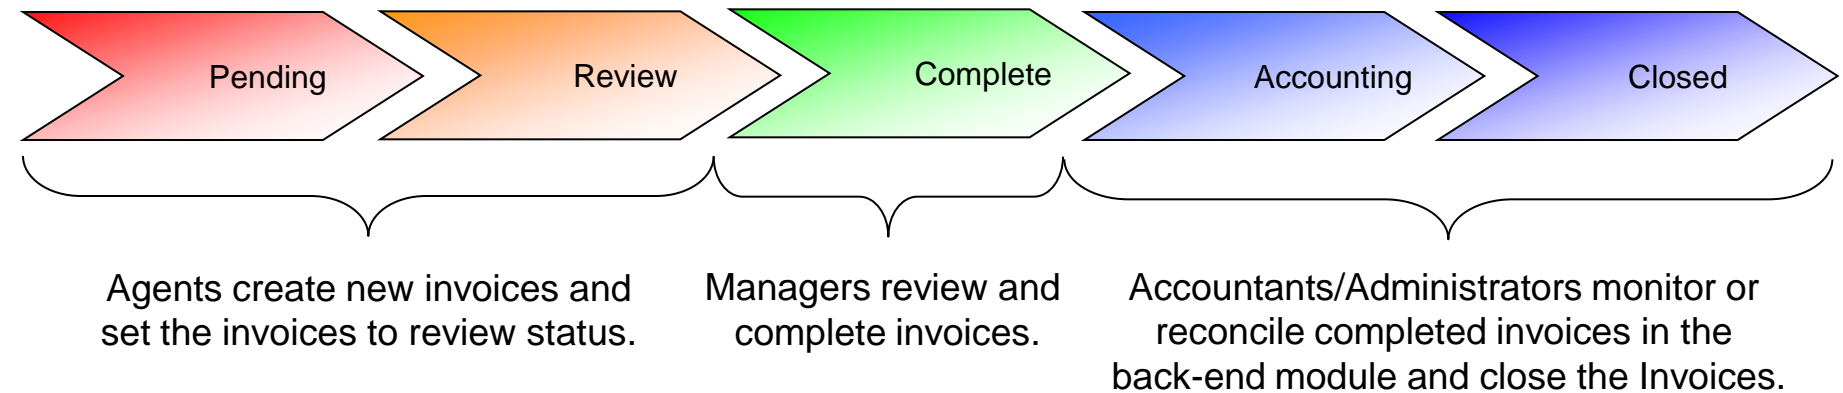 Pending
Review
Complete
Accounting
Closed
Agents create new invoices and
set the invoices to review status.
Managers review and
complete invoices.
Accountants/Administrators monitor or
reconcile completed invoices in the
back-end module and close the Invoices.